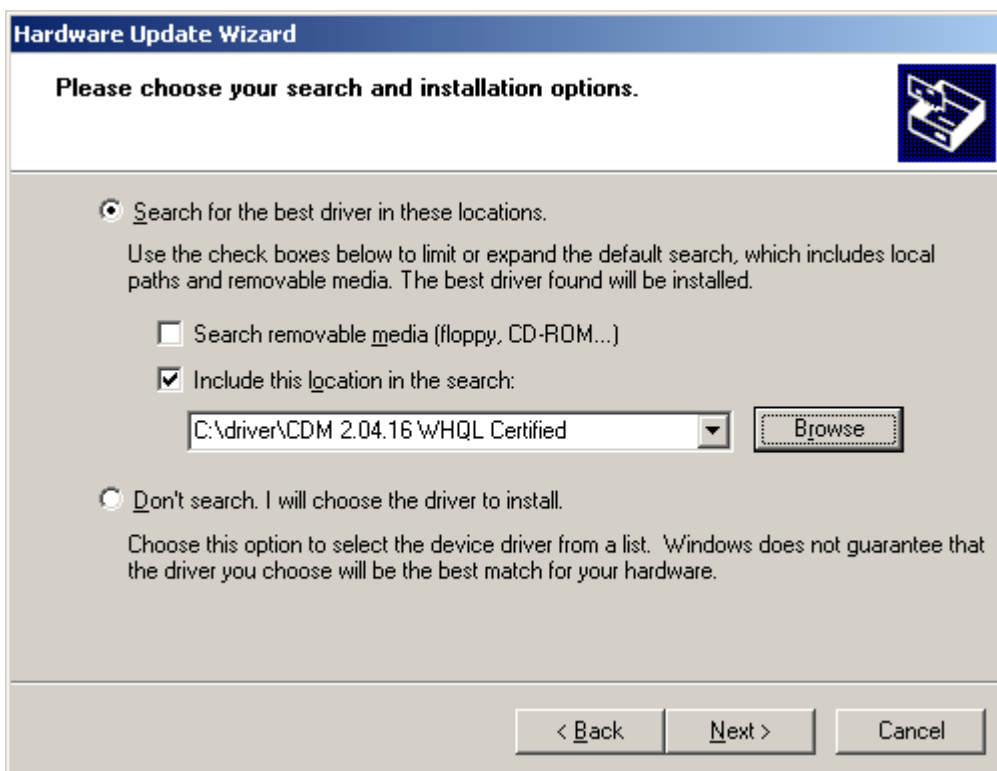 Hardware Update Wizard
Please choose your search and installation options.
Search for the best driver in these locations.
Use the check boxes below to limit or expand the default search, which includes local
paths and removable media. The best driver found will be installed.
Search removable media (floppy, CD-ROM...)
Include this location in the search:
C:\driver\CDM 2.04.16 WHQL Certified
Browse
Don't search. I will choose the driver to install.
Choose this option to select the device driver from a list.  Windows does not guarantee that
the driver you choose will be the best match for your hardware.
< Back
Next >
Cancel